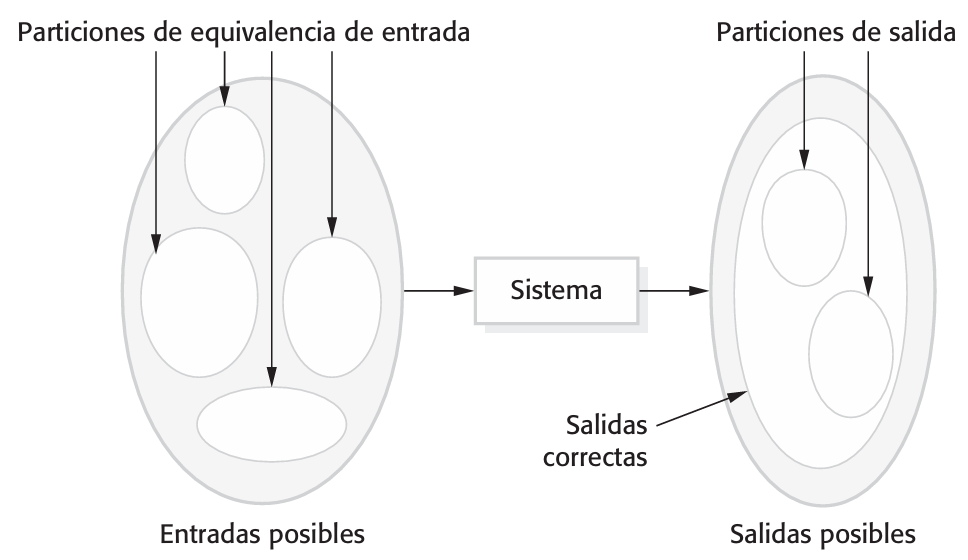 Particiones de equivalencia de entrada
Particiones de salida
Sistema
Salidas
correctas
Entradas posibles
Salidas posibles